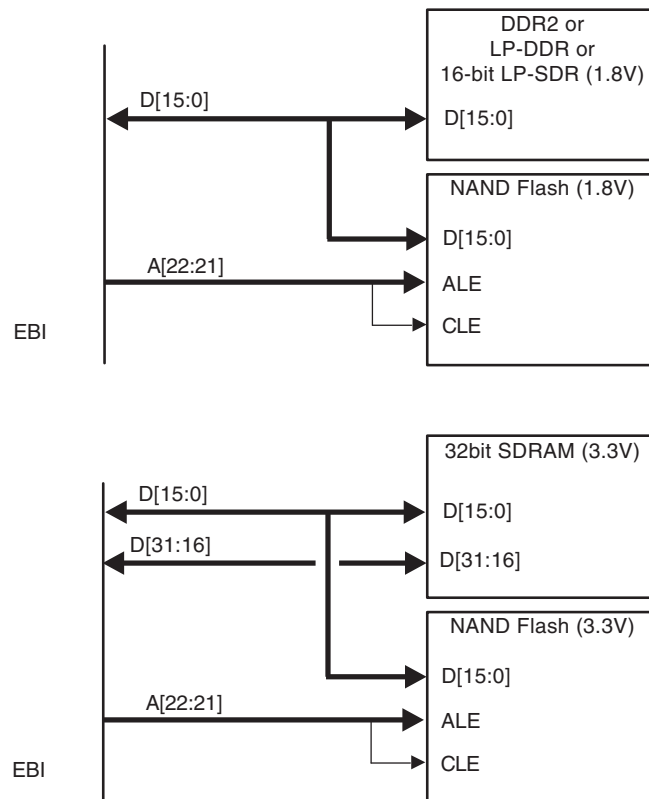 DDR2 or
LP-DDR or
16-bit LP-SDR (1.8V)
D[15:0]
D[15:0]
NAND Flash (1.8V)
D[15:0]
A[22:21]
ALE
EBI
CLE
32bit SDRAM (3.3V)
D[15:0]
D[15:0]
D[31:16]
D[31:16]
NAND Flash (3.3V)
D[15:0]
A[22:21]
ALE
EBI
CLE